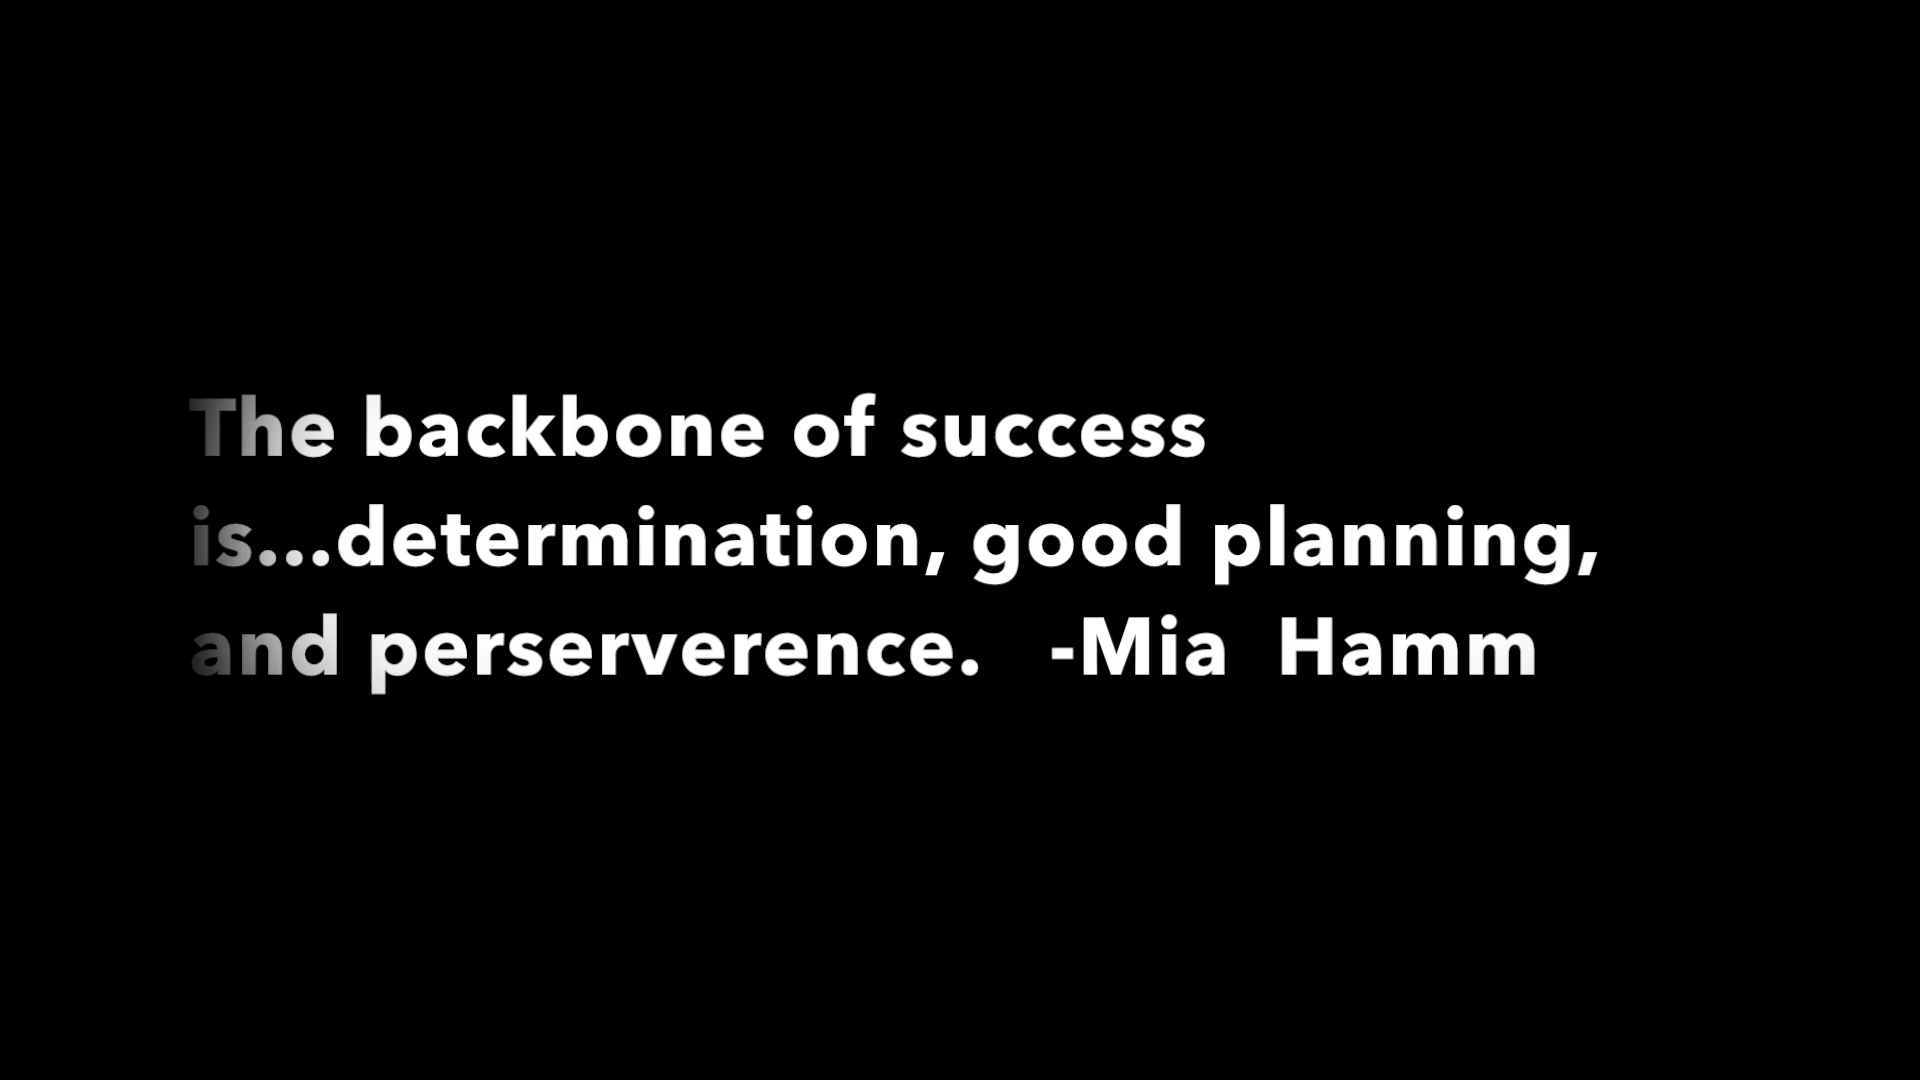 The backbone of success
is...determination, good planning,
and perserverence.   -Mia  Hamm